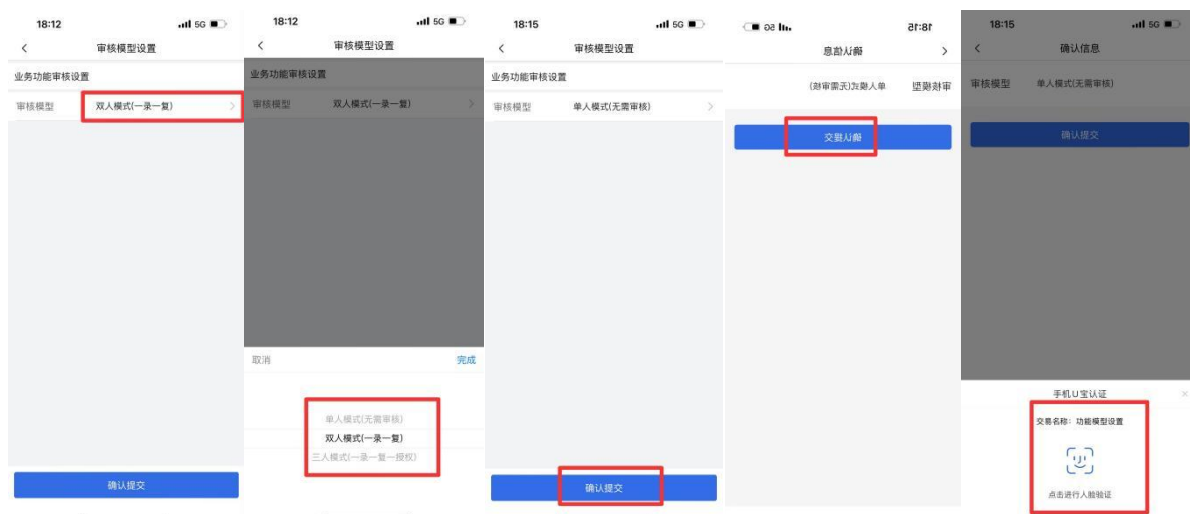 18:12
5G
审核模型设置
业务功能审核设置
审核模型
双人模式(一录一复)
确认提交
18:12
5G
审核模型设置
业务功能审核设置
审核模型
双人模式(一录一复)
取消
完成
单人模式(无需审核)
双人模式(一录一复)
三人模式(一录一复一授权)
18:15
5G
审核模型设置
业务功能审核设置
审核模型
单人模式(无需审核)
确认提交
18:15
5G
确认信息
审核模型
单人模式(无需审核)
确认提交
18:15
5G
确认信息
审核模型
单人模式(无需审核)
确认提交
手机U宝认证
交易名称：功能模型设置
点击进行人脸验证